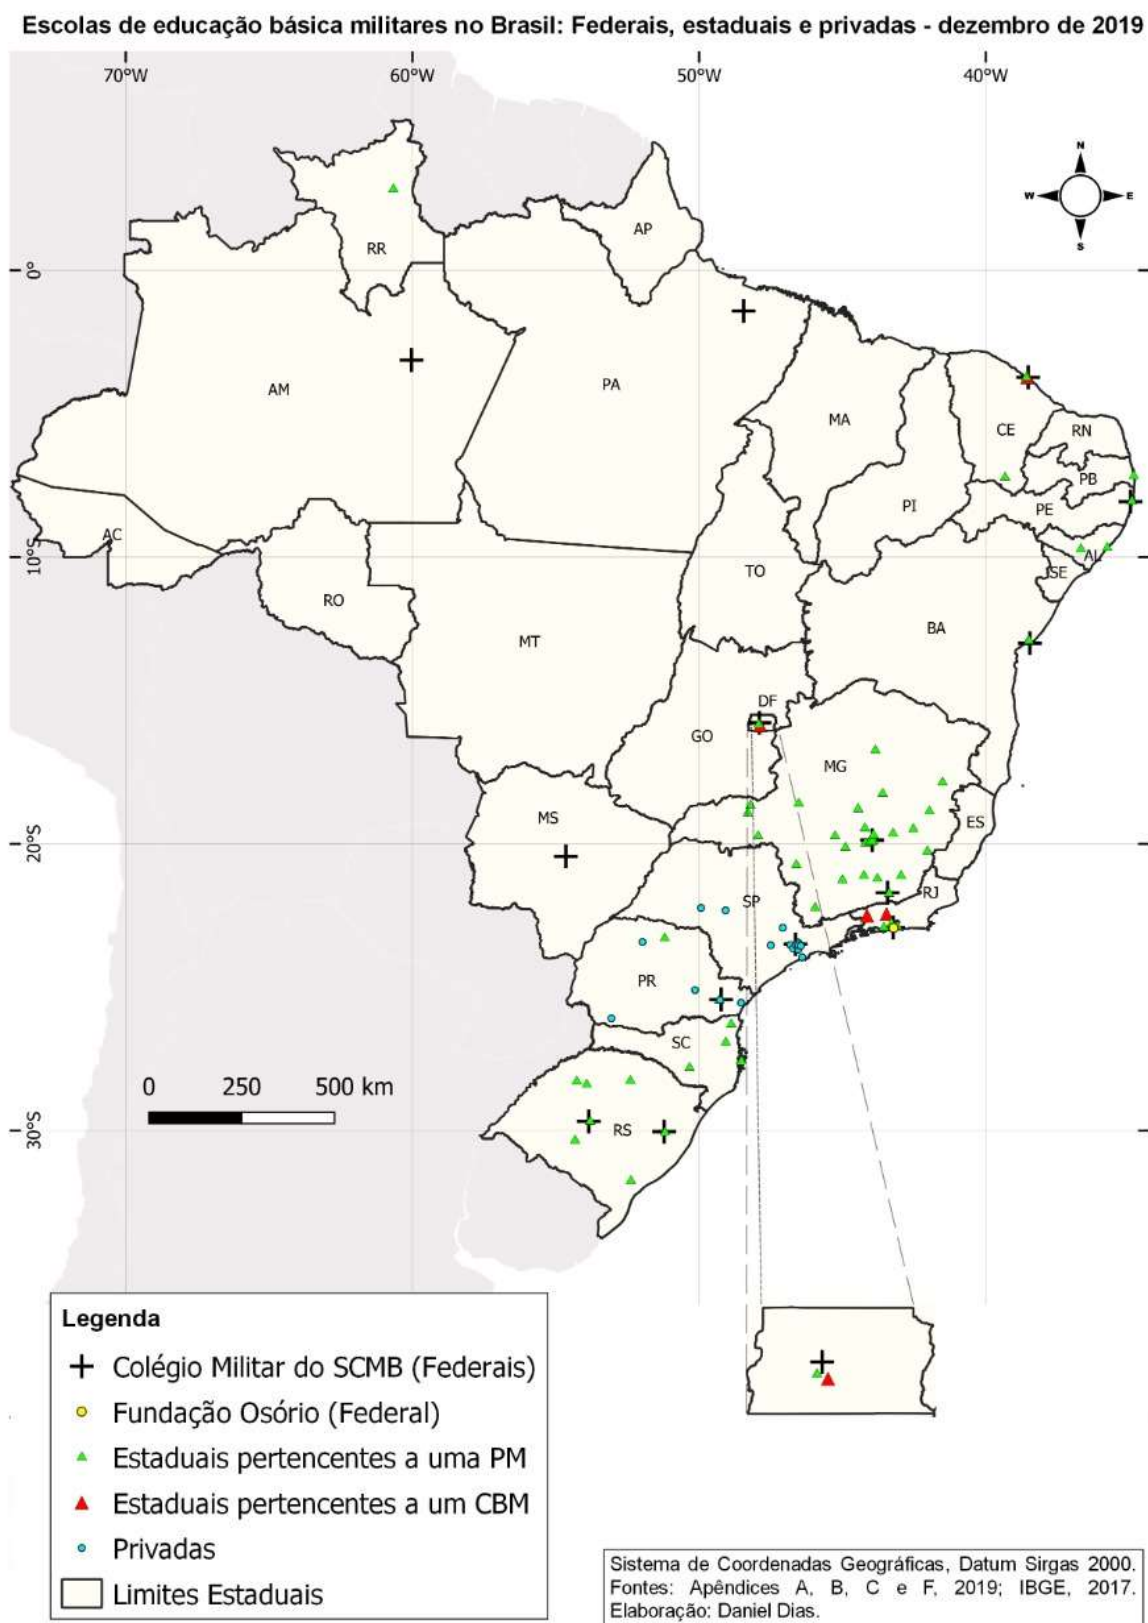 Escolas de educação básica militares no Brasil: Federais, estaduais e privadas - dezembro de 2019
70°W 60°W 50°W 40°W
N
W E
S
AP
RR
0°
AM PA
MA CE RN
PB
PI PE
AC
10°S
AL
SE
TO
RO
MT BA
DF
GO
MG
MS ES
20°S
SP RJ
PR
SC
0 250 500 km
RS
30°S
Legenda
Colégio Militar do SCMB (Federais)
Fundação Osório (Federal)
Estaduais pertencentes a uma PM
Estaduais pertencentes a um CBM
Privadas
Limites Estaduais
Sistema de Coordenadas Geográficas, Datum Sirgas 2000.
Fontes: Apêndices A, B, C e F, 2019; IBGE, 2017.
Elaboração: Daniel Dias.